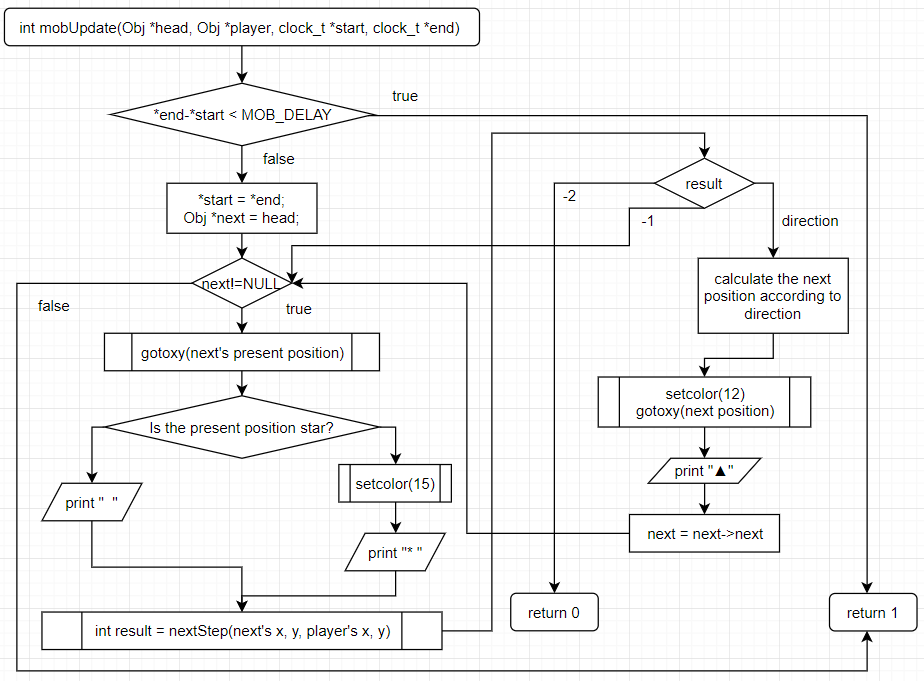 int mobUpdate(Obj *head, Obj *player, clock_t *start, clock_t *end)
true
*end-*start < MOB_DELAY
false
*start = *end;
Obj *next = head;
result
-2
-1
direction
next!=NULL
false
true
calculate the next
position according to
direction
gotoxy(next's present position)
setcolor(12)
gotoxy(next position)
Is the present position star?
print "▲"
setcolor(15)
print "  "
next = next->next
print "* "
return 0
return 1
int result = nextStep(next's x, y, player's x, y)